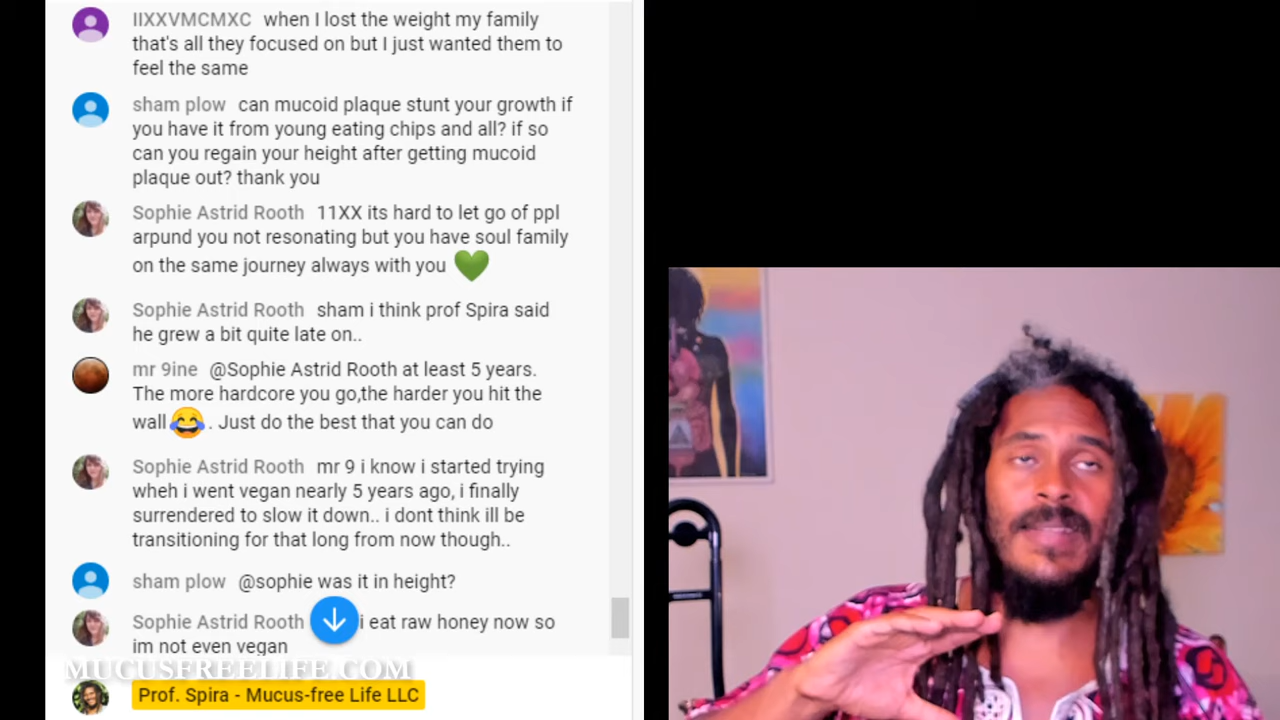 IIXXVMCMXC when I lost the weight my family
that's all they focused on but I just wanted them to
feel the same
sham plow can mucoid plaque stunt your growth if
you have it from young eating chips and all? if so
can you regain your height after getting mucoid
plaque out? thank you
Sophie Astrid Rooth 11XX its hard to let go of ppl
arpund you not resonating but you have soul family
on the same journey always with you 💚
Sophie Astrid Rooth sham i think prof Spira said
he grew a bit quite late on..
mr 9ine @Sophie Astrid Rooth at least 5 years.
The more hardcore you go,the harder you hit the
wall😂. Just do the best that you can do
Sophie Astrid Rooth mr 9 i know i started trying
wheh i went vegan nearly 5 years ago, i finally
surrendered to slow it down.. i dont think ill be
transitioning for that long from now though..
sham plow @sophie was it in height?
Sophie Astrid Rooth i eat raw honey now so
im not even vegan
MUCUSFREELIFE.COM
Prof. Spira - Mucus-free Life LLC